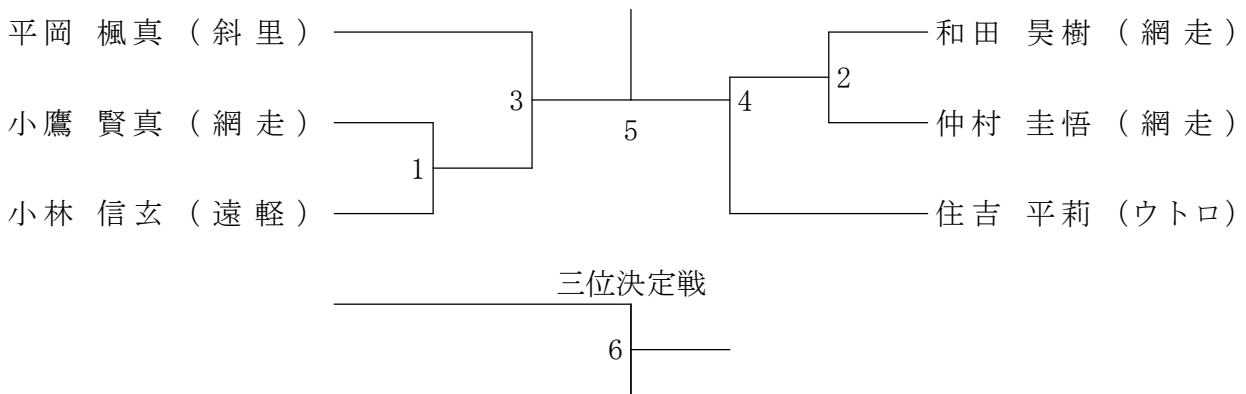 平岡 楓真 (斜里)
小鷹 賢真 (網走)
小林 信玄 (遠軽)
1
3
5
4
2
和田 昊樹 (網走)
仲村 圭悟 (網走)
住吉 平莉 (ウトロ)
三位決定戦
6